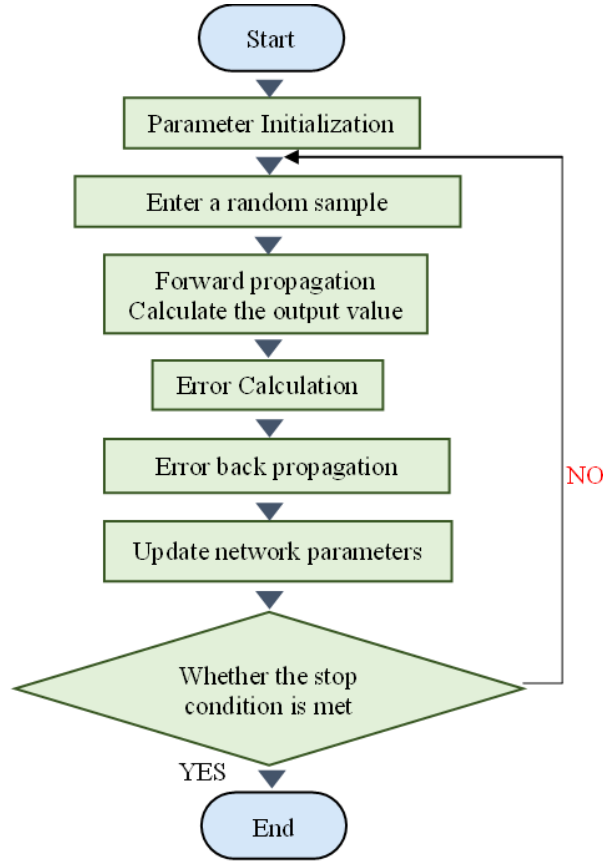 Start
Parameter Initialization
Enter a random sample
Forward propagation
Calculate the output value
Error Calculation
Error back propagation
NO
Update network parameters
Whether the stop
condition is met
YES
End